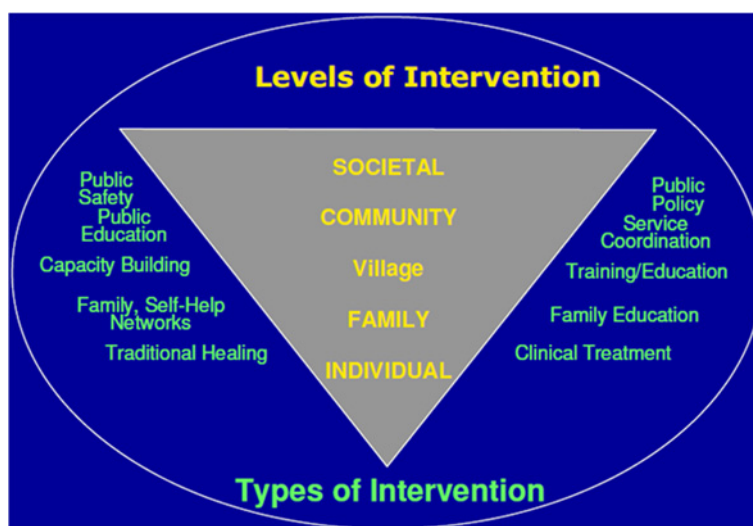 Levels of Intervention
SOCIETAL
COMMUNITY
Village
FAMILY
INDIVIDUAL
Public
Safety
Public
Education
Capacity Building
Family, Self-Help
Networks
Traditional Healing
Public
Policy
Service
Coordination
Training/Education
Family Education
Clinical Treatment
Types of Intervention